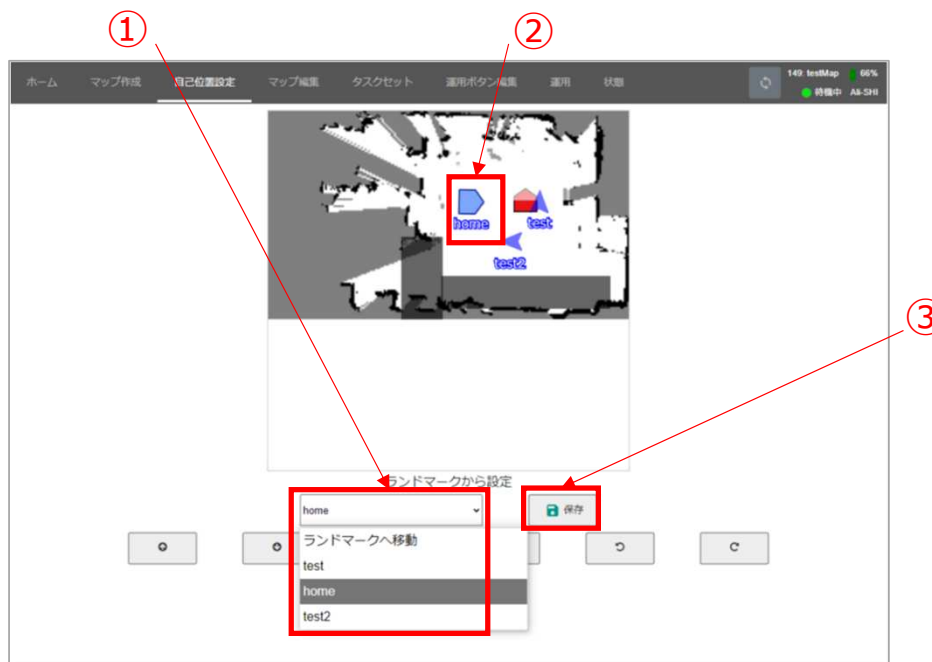 ① ②
ホーム マップ作成 自己位置設定 マップ編集 タスクセット 運用ボタン編集 運用 状態 149: testMap 66%
待機中 Ali-SHI
home test
test2
③
ランドマークから設定
home 保存
ランドマークへ移動
test
home
test2